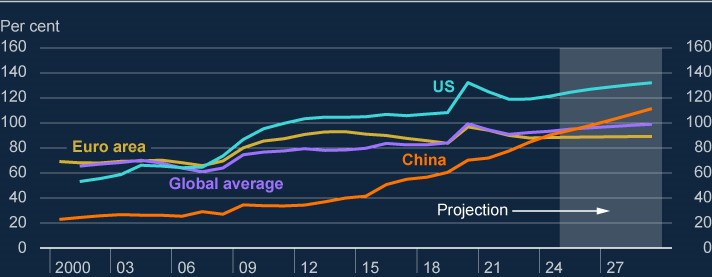 Per cent
160 160
140 140
US
120 120
100 100
Euro area
80 80
China
Global average
60 60
40 40
Projection
20 20
0 0
2000 03 06 09 12 15 18 21 24 27